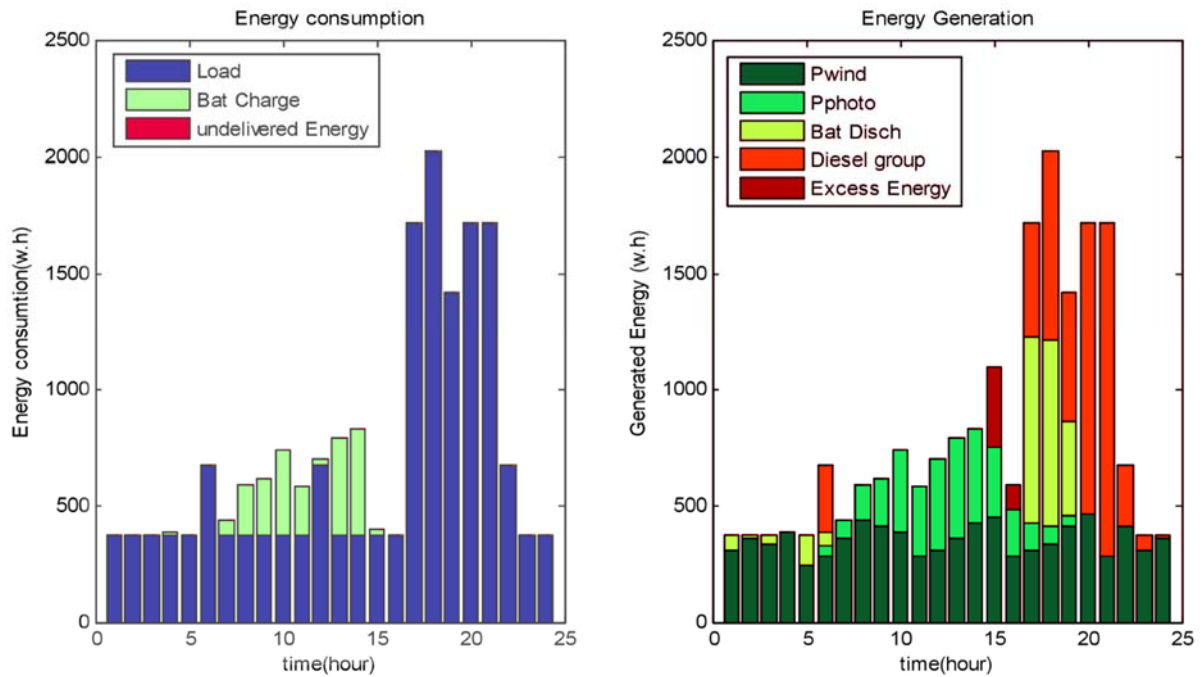 Energy consumption
2500
2000
1500
1000
500
0
Load
Bat Charge
undelivered Energy
Energy consumtion(w.h)
0 5 10 15 20 25
time(hour)
Energy Generation
2500
2000
1500
1000
500
0
Pwind
Pphoto
Bat Disch
Diesel group
Excess Energy
Generated Energy (w.h)
0 5 10 15 20 25
time(hour)